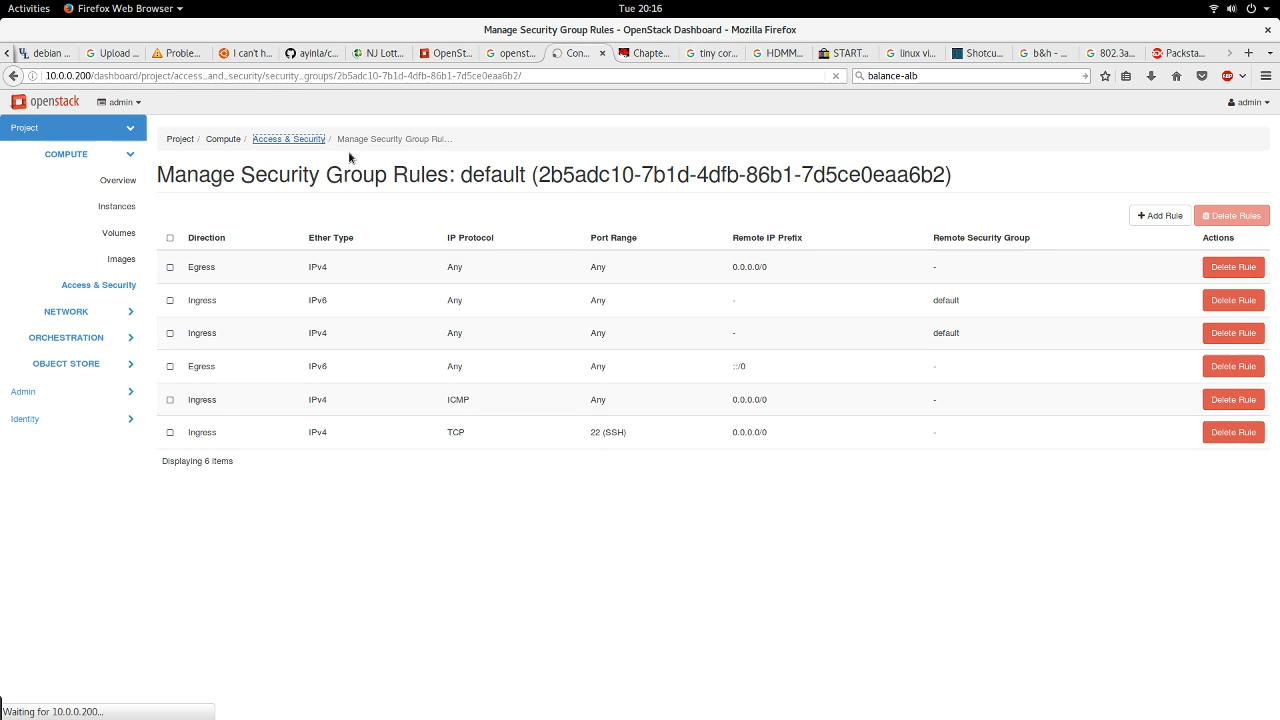 Activities Firefox Web Browser Tue 20:16
Manage Security Group Rules - OpenStack Dashboard - Mozilla Firefox
debian ... Upload ... Proble... I can't h... ayinla/c... NJ Lott... OpenSt... openst... Con... Chapte... tiny cor... HDMM... START... linux vi... Shotcu... b&h - ... 802.3a... Packsta...
10.0.0.200/dashboard/project/access_and_security/security_groups/2b5adc10-7b1d-4dfb-86b1-7d5ce0eaa6b2/ balance-alb ABP
openstack admin admin
Project
COMPUTE
Overview
Instances
Volumes
Images
Access & Security
NETWORK
ORCHESTRATION
OBJECT STORE
Admin
Identity
Project / Compute / Access & Security / Manage Security Group Rul...
Manage Security Group Rules: default (2b5adc10-7b1d-4dfb-86b1-7d5ce0eaa6b2)
+ Add Rule Delete Rules
Direction Ether Type IP Protocol Port Range Remote IP Prefix Remote Security Group Actions
Egress IPv4 Any Any 0.0.0.0/0 - Delete Rule
Ingress IPv6 Any Any - default Delete Rule
Ingress IPv4 Any Any - default Delete Rule
Egress IPv6 Any Any ::/0 - Delete Rule
Ingress IPv4 ICMP Any 0.0.0.0/0 - Delete Rule
Ingress IPv4 TCP 22 (SSH) 0.0.0.0/0 - Delete Rule
Displaying 6 items
Waiting for 10.0.0.200...